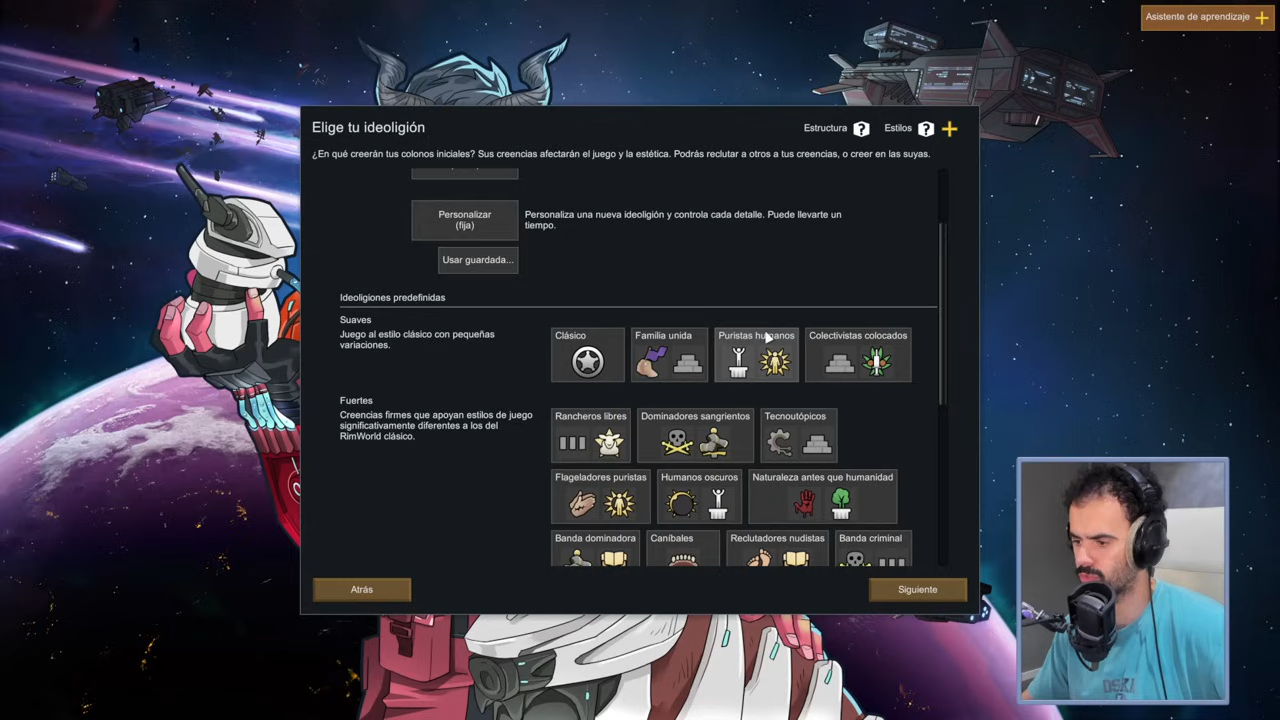 Asistente de aprendizaje
Elige tu ideoligión
Estructura
Estilos
¿En qué creerán tus colonos iniciales? Sus creencias afectarán el juego y la estética. Podrás reclutar a otros a tus creencias, o creer en las suyas.
Personalizar
(fija)
Personaliza una nueva ideoligión y controla cada detalle. Puede llevarte un
tiempo.
Usar guardada...
Ideoligiones predefinidas
Suaves
Juego al estilo clásico con pequeñas
variaciones.
Clásico
Familia unida
Puristas humanos
Colectivistas colocados
Fuertes
Creencias firmes que apoyan estilos de juego
significativamente diferentes a los del
RimWorld clásico.
Rancheros libres
Dominadores sangrientos
Tecnoutópicos
Flageladores puristas
Humanos oscuros
Naturaleza antes que humanidad
Banda dominadora
Caníbales
Reclutadores nudistas
Banda criminal
Atrás
Siguiente